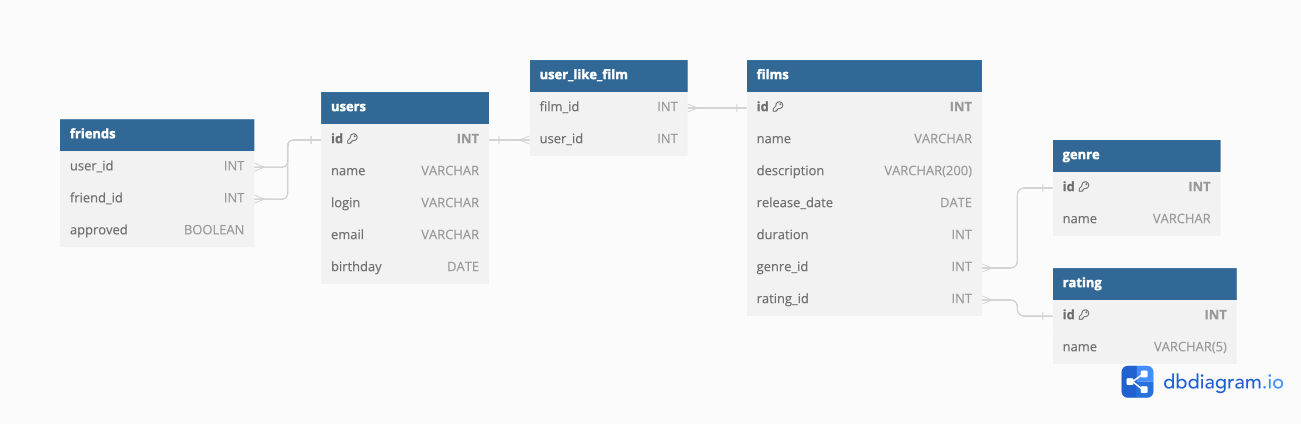 friends
user_id INT
friend_id INT
approved BOOLEAN
users
id INT
name VARCHAR
login VARCHAR
email VARCHAR
birthday DATE
user_like_film
film_id INT
user_id INT
films
id INT
name VARCHAR
description VARCHAR(200)
release_date DATE
duration INT
genre_id INT
rating_id INT
genre
id INT
name VARCHAR
rating
id INT
name VARCHAR(5)
dbdiagram.io